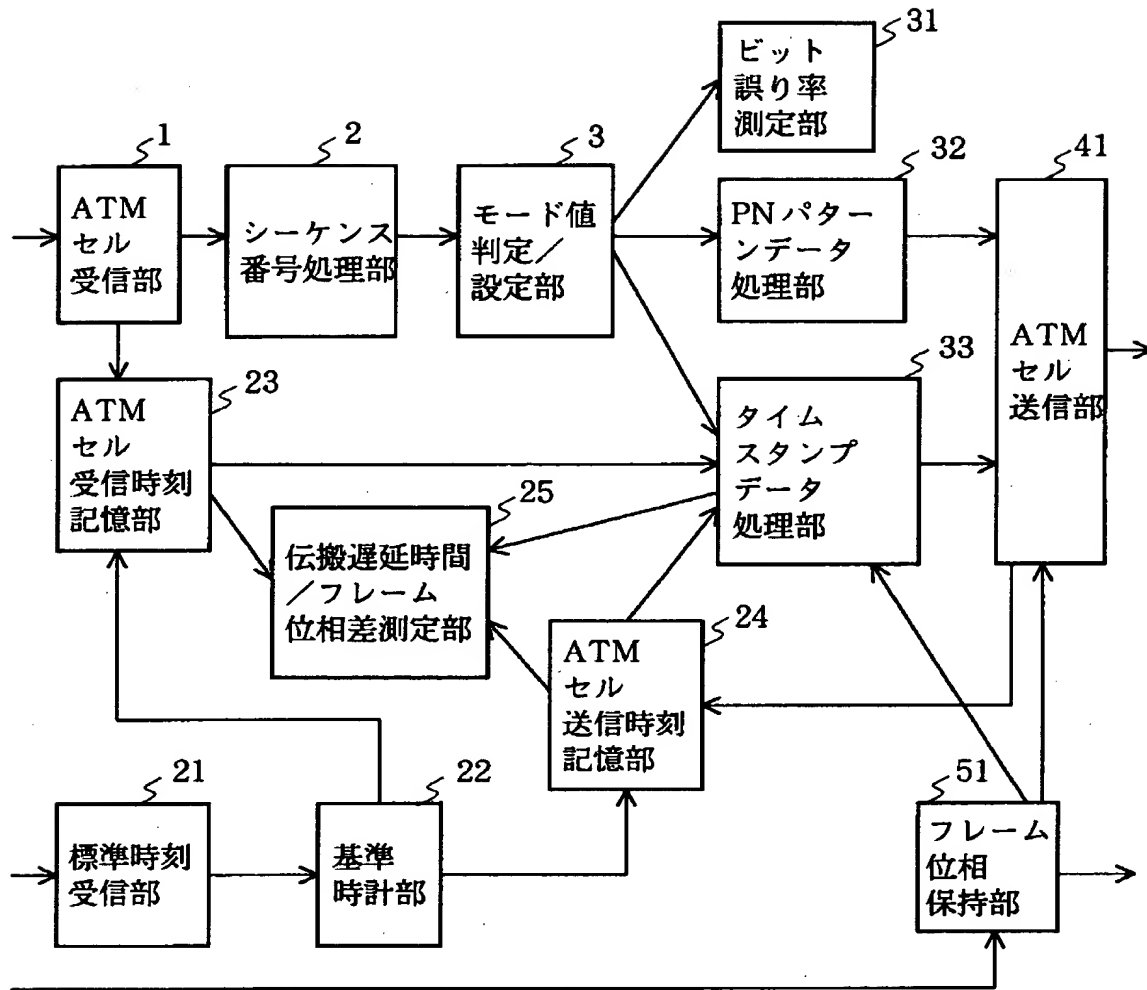 31
ビット
誤り率
測定部
1
ATM
セル
受信部
2
シーケンス
番号処理部
3
モード値
判定／
設定部
32
PNパター
ンデータ
処理部
41
ATM
セル
送信部
23
ATM
セル
受信時刻
記憶部
33
タイム
スタンプ
データ
処理部
25
伝搬遅延時間
／フレーム
位相差測定部
24
ATM
セル
送信時刻
記憶部
21
標準時刻
受信部
22
基準
時計部
51
フレーム
位相
保持部